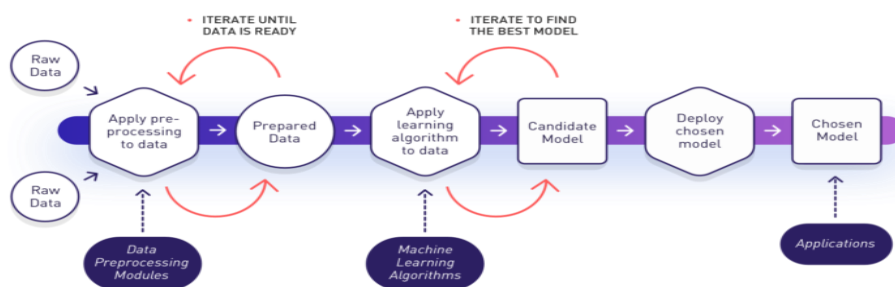 • ITERATE UNTIL
DATA IS READY
• ITERATE TO FIND
THE BEST MODEL
Raw
Data
Raw
Data
Apply pre-
processing
to data
Prepared
Data
Apply
learning
algorithm
to data
Candidate
Model
Deploy
chosen
model
Chosen
Model
Data
Preprocessing
Modules
Machine
Learning
Algorithms
Applications